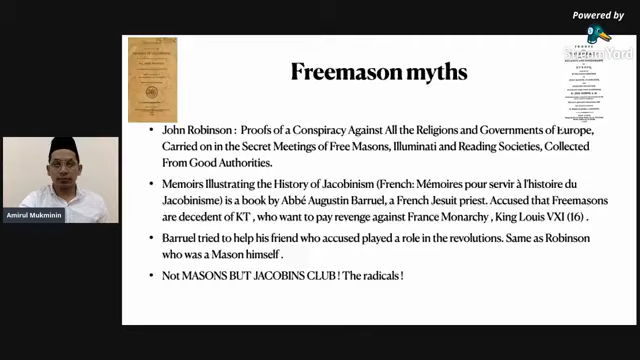 Powered by
StreamYard
Freemason myths
• John Robinson : Proofs of a Conspiracy Against All the Religions and Governments of Europe,
Carried on in the Secret Meetings of Free Masons, Illuminati and Reading Societies, Collected
From Good Authorities.
• Memoirs Illustrating the History of Jacobinism (French: Mémoires pour servir à l'histoire du
Jacobinisme) is a book by Abbé Augustin Barruel, a French Jesuit priest. Accused that Freemasons
are decedent of KT , who want to pay revenge against France Monarchy , King Louis VXI (16) .
• Barruel tried to help his friend who accused played a role in the revolutions. Same as Robinson
who was a Mason himself .
• Not MASONS BUT JACOBINS CLUB ! The radicals !
Amirul Mukminin